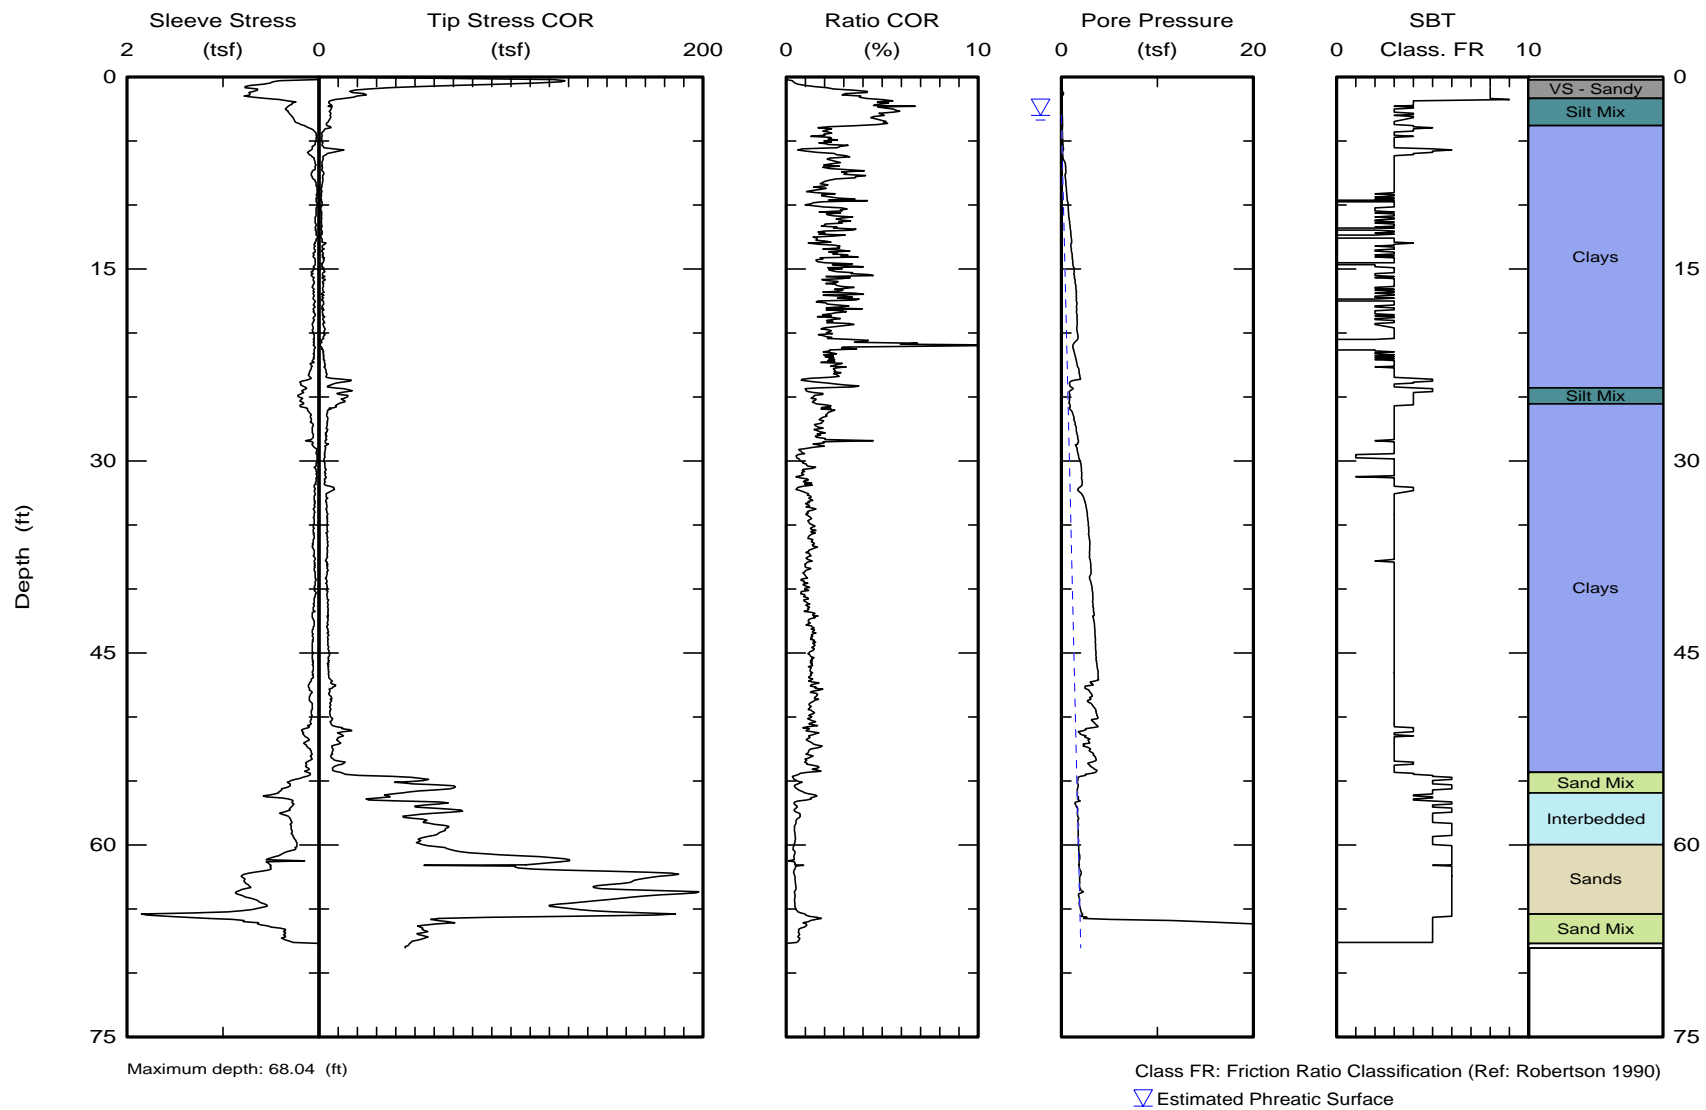 Sleeve Stress Tip Stress COR Ratio COR Pore Pressure SBT
(tsf) (tsf) (%) (tsf) Class. FR
2 0 200 0 10 0 20 0 10
0 0
VS - Sandy
Silt Mix
15 Clays 15
Silt Mix
30 30
Depth (ft)
Clays
45 45
Sand Mix
Interbedded
60 60
Sands
Sand Mix
75 75
Maximum depth: 68.04 (ft)
Class FR: Friction Ratio Classification (Ref: Robertson 1990)
Estimated Phreatic Surface